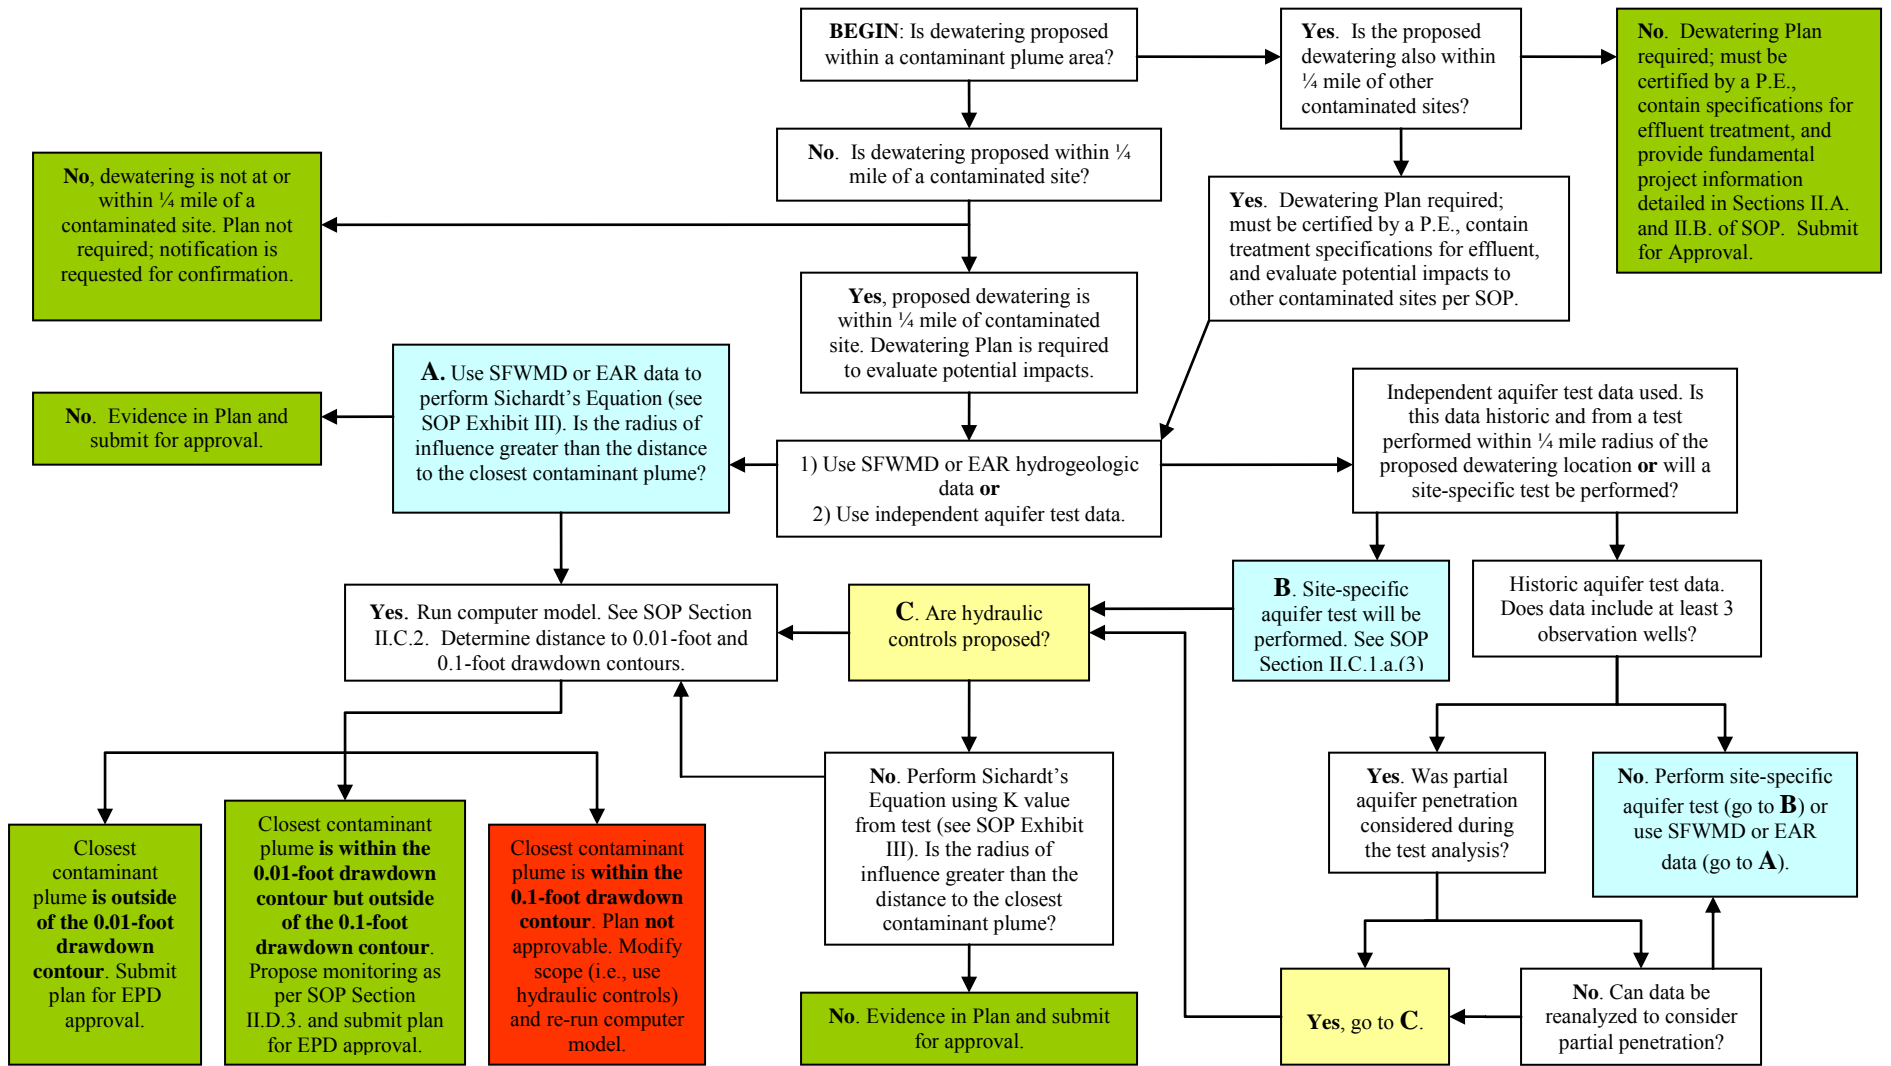 BEGIN: Is dewatering proposed
within a contaminant plume area?
Yes.  Is the proposed
dewatering also within
¼ mile of other
contaminated sites?
No.  Dewatering Plan
required; must be
certified by a P.E.,
contain specifications for
effluent treatment, and
provide fundamental
project information
detailed in Sections II.A.
and II.B. of SOP.  Submit
for Approval.
No.  Is dewatering proposed within ¼
mile of a contaminated site?
No, dewatering is not at or
within ¼ mile of a
contaminated site. Plan not
required; notification is
requested for confirmation.
Yes.  Dewatering Plan required;
must be certified by a P.E., contain
treatment specifications for effluent,
and evaluate potential impacts to
other contaminated sites per SOP.
Yes, proposed dewatering is
within ¼ mile of contaminated
site. Dewatering Plan is required
to evaluate potential impacts.
A. Use SFWMD or EAR data to
perform Sichardt’s Equation (see
SOP Exhibit III). Is the radius of
influence greater than the distance
to the closest contaminant plume?
No.  Evidence in Plan and
submit for approval.
1) Use SFWMD or EAR hydrogeologic
data or
2) Use independent aquifer test data.
Independent aquifer test data used. Is
this data historic and from a test
performed within ¼ mile radius of the
proposed dewatering location or will a
site-specific test be performed?
Yes.  Run computer model. See SOP Section
II.C.2.  Determine distance to 0.01-foot and
0.1-foot drawdown contours.
C. Are hydraulic
controls proposed?
B. Site-specific
aquifer test will be
performed. See SOP
Section II.C.1.a.(3)
Historic aquifer test data.
Does data include at least 3
observation wells?
Closest
contaminant
plume is outside
of the 0.01-foot
drawdown
contour. Submit
plan for EPD
approval.
Closest contaminant
plume is within the
0.01-foot drawdown
contour but outside
of the 0.1-foot
drawdown contour.
Propose monitoring as
per SOP Section
II.D.3. and submit plan
for EPD approval.
Closest contaminant
plume is within the
0.1-foot drawdown
contour. Plan not
approvable. Modify
scope (i.e., use
hydraulic controls)
and re-run computer
model.
No. Perform Sichardt’s
Equation using K value
from test (see SOP Exhibit
III). Is the radius of
influence greater than the
distance to the closest
contaminant plume?
Yes. Was partial
aquifer penetration
considered during
the test analysis?
No. Perform site-specific
aquifer test (go to B) or
use SFWMD or EAR
data (go to A).
No. Evidence in Plan and submit
for approval.
Yes, go to C.
No. Can data be
reanalyzed to consider
partial penetration?